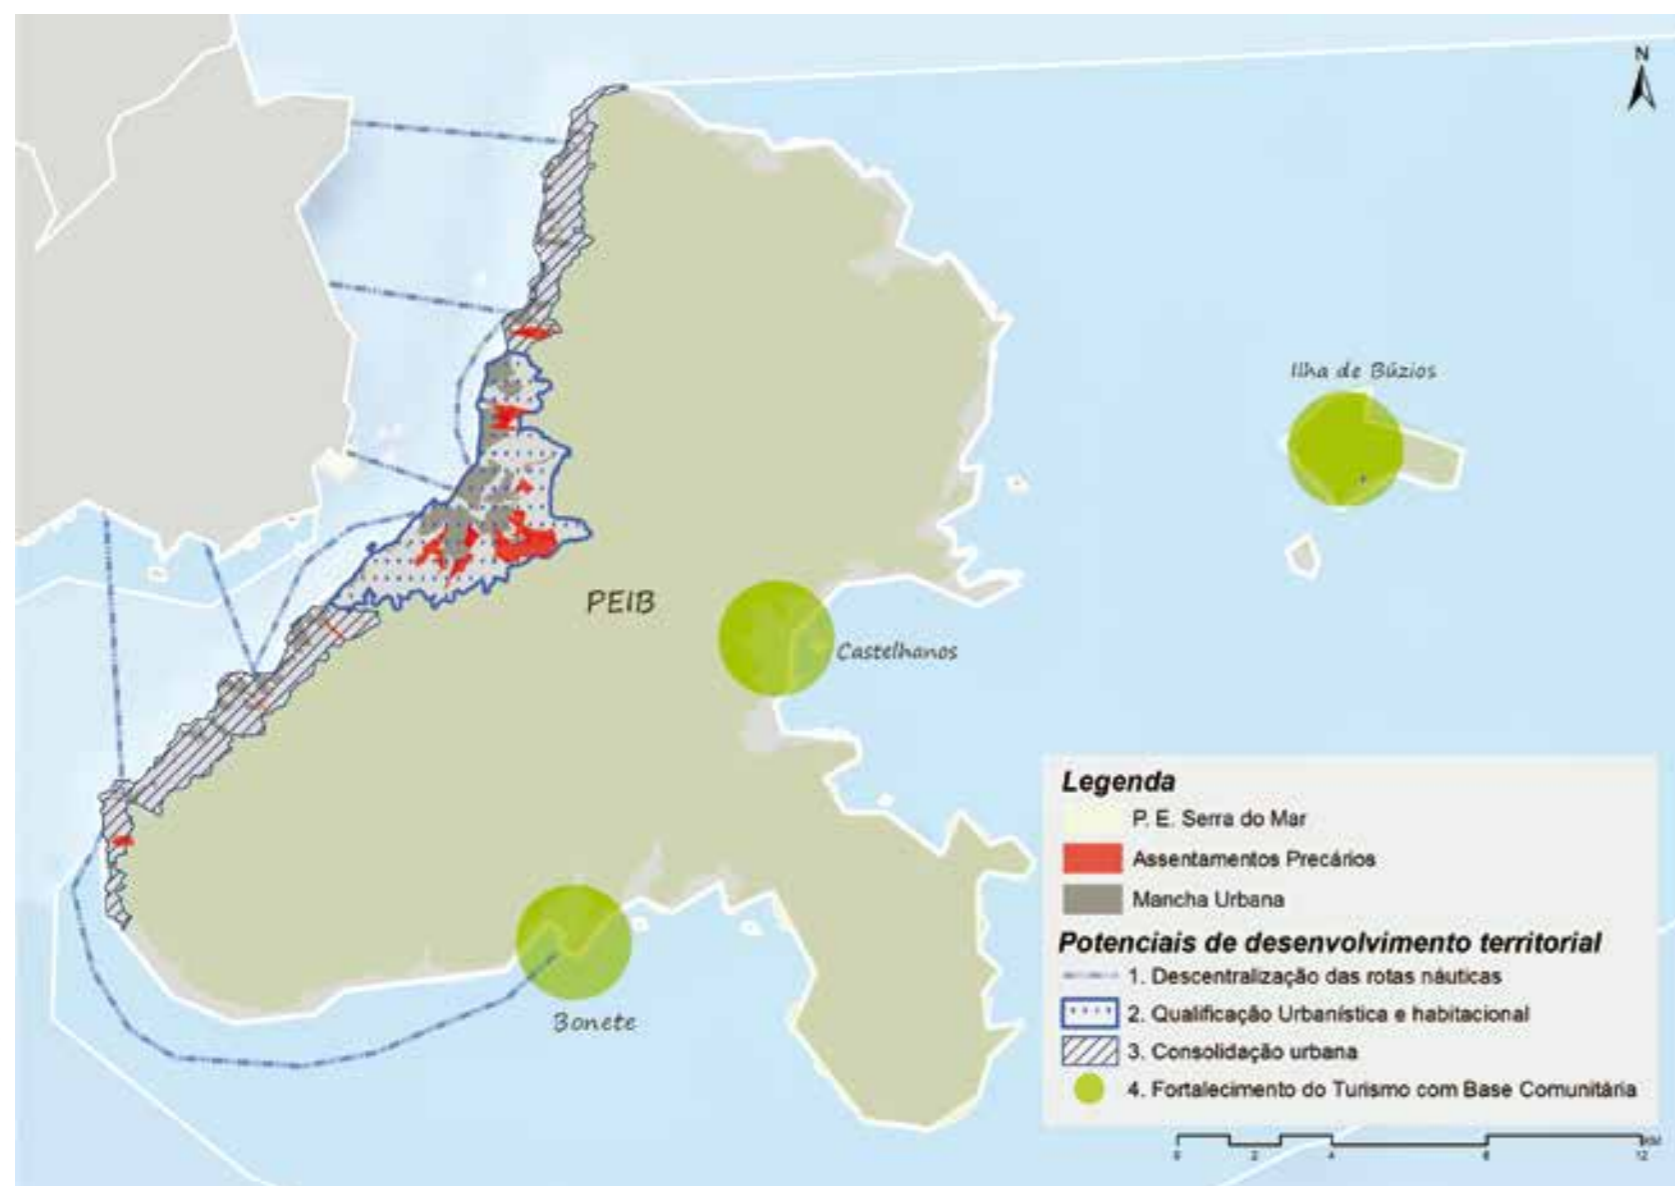 N
Ilha de Búzios
PEIB
Castelhanos
Bonete
Legenda
P. E. Serra do Mar
Assentamentos Precários
Mancha Urbana
Potenciais de desenvolvimento territorial
1. Descentralização das rotas náuticas
2. Qualificação Urbanística e habitacional
3. Consolidação urbana
4. Fortalecimento do Turismo com Base Comunitária
0 2 4 8 12